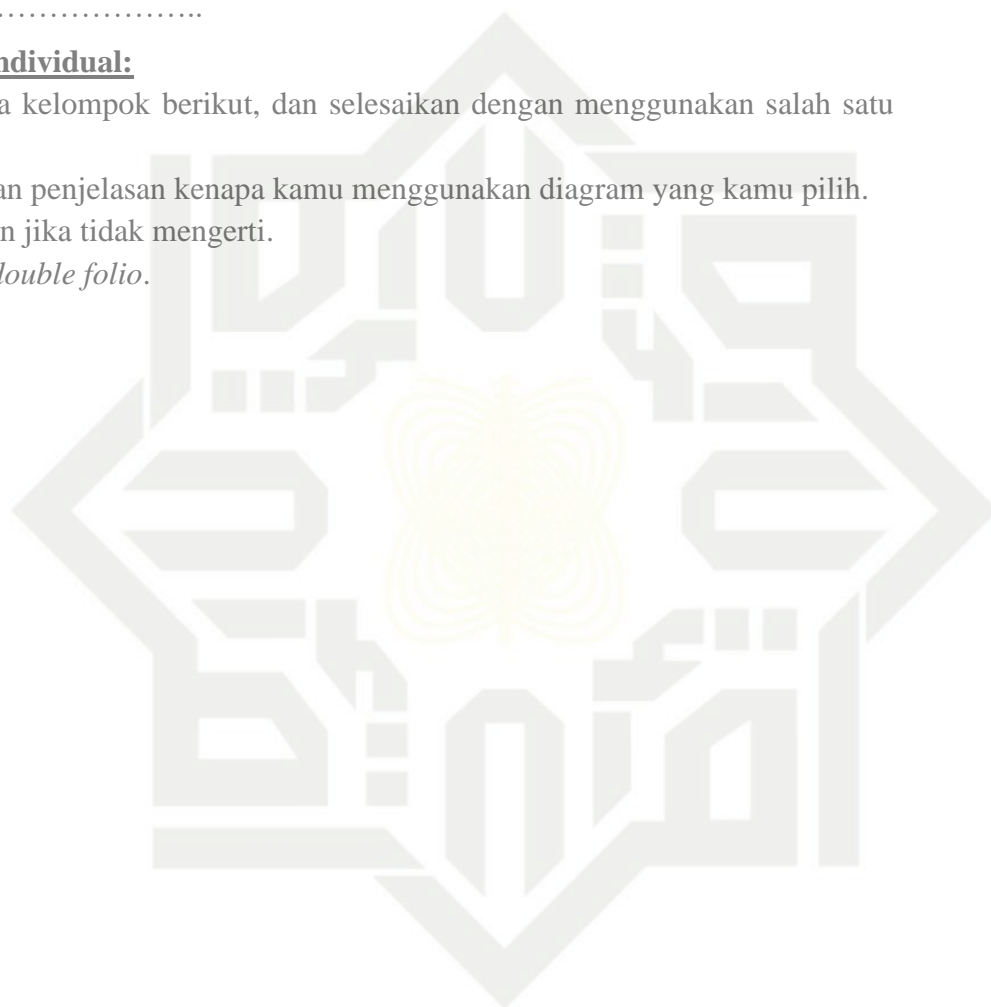 ………………….. 
ndividual:
a kelompok berikut, dan selesaikan dengan menggunakan salah satu
an penjelasan kenapa kamu menggunakan diagram yang kamu pilih.
n jika tidak mengerti.
double folio.